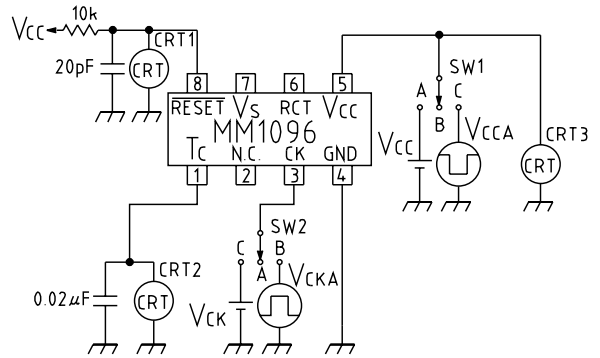 10k
VCC
CRT1
20pF
CRT
8 7 6 5
RESET VS RCT VCC
MM1096
TC N.C. CK GND
1 2 3 4
SW1
A C
B
VCC
VCCA
CRT3
CRT
SW2
C B
A
VCKA
VCK
CRT2
0.02μF
CRT